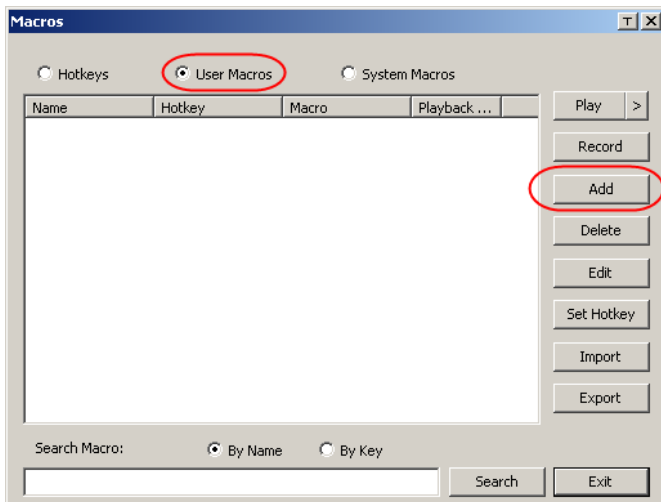 Macros
T X
Hotkeys User Macros System Macros
Name Hotkey Macro Playback ...
Play >
Record
Add
Delete
Edit
Set Hotkey
Import
Export
Search Macro: By Name By Key
Search Exit